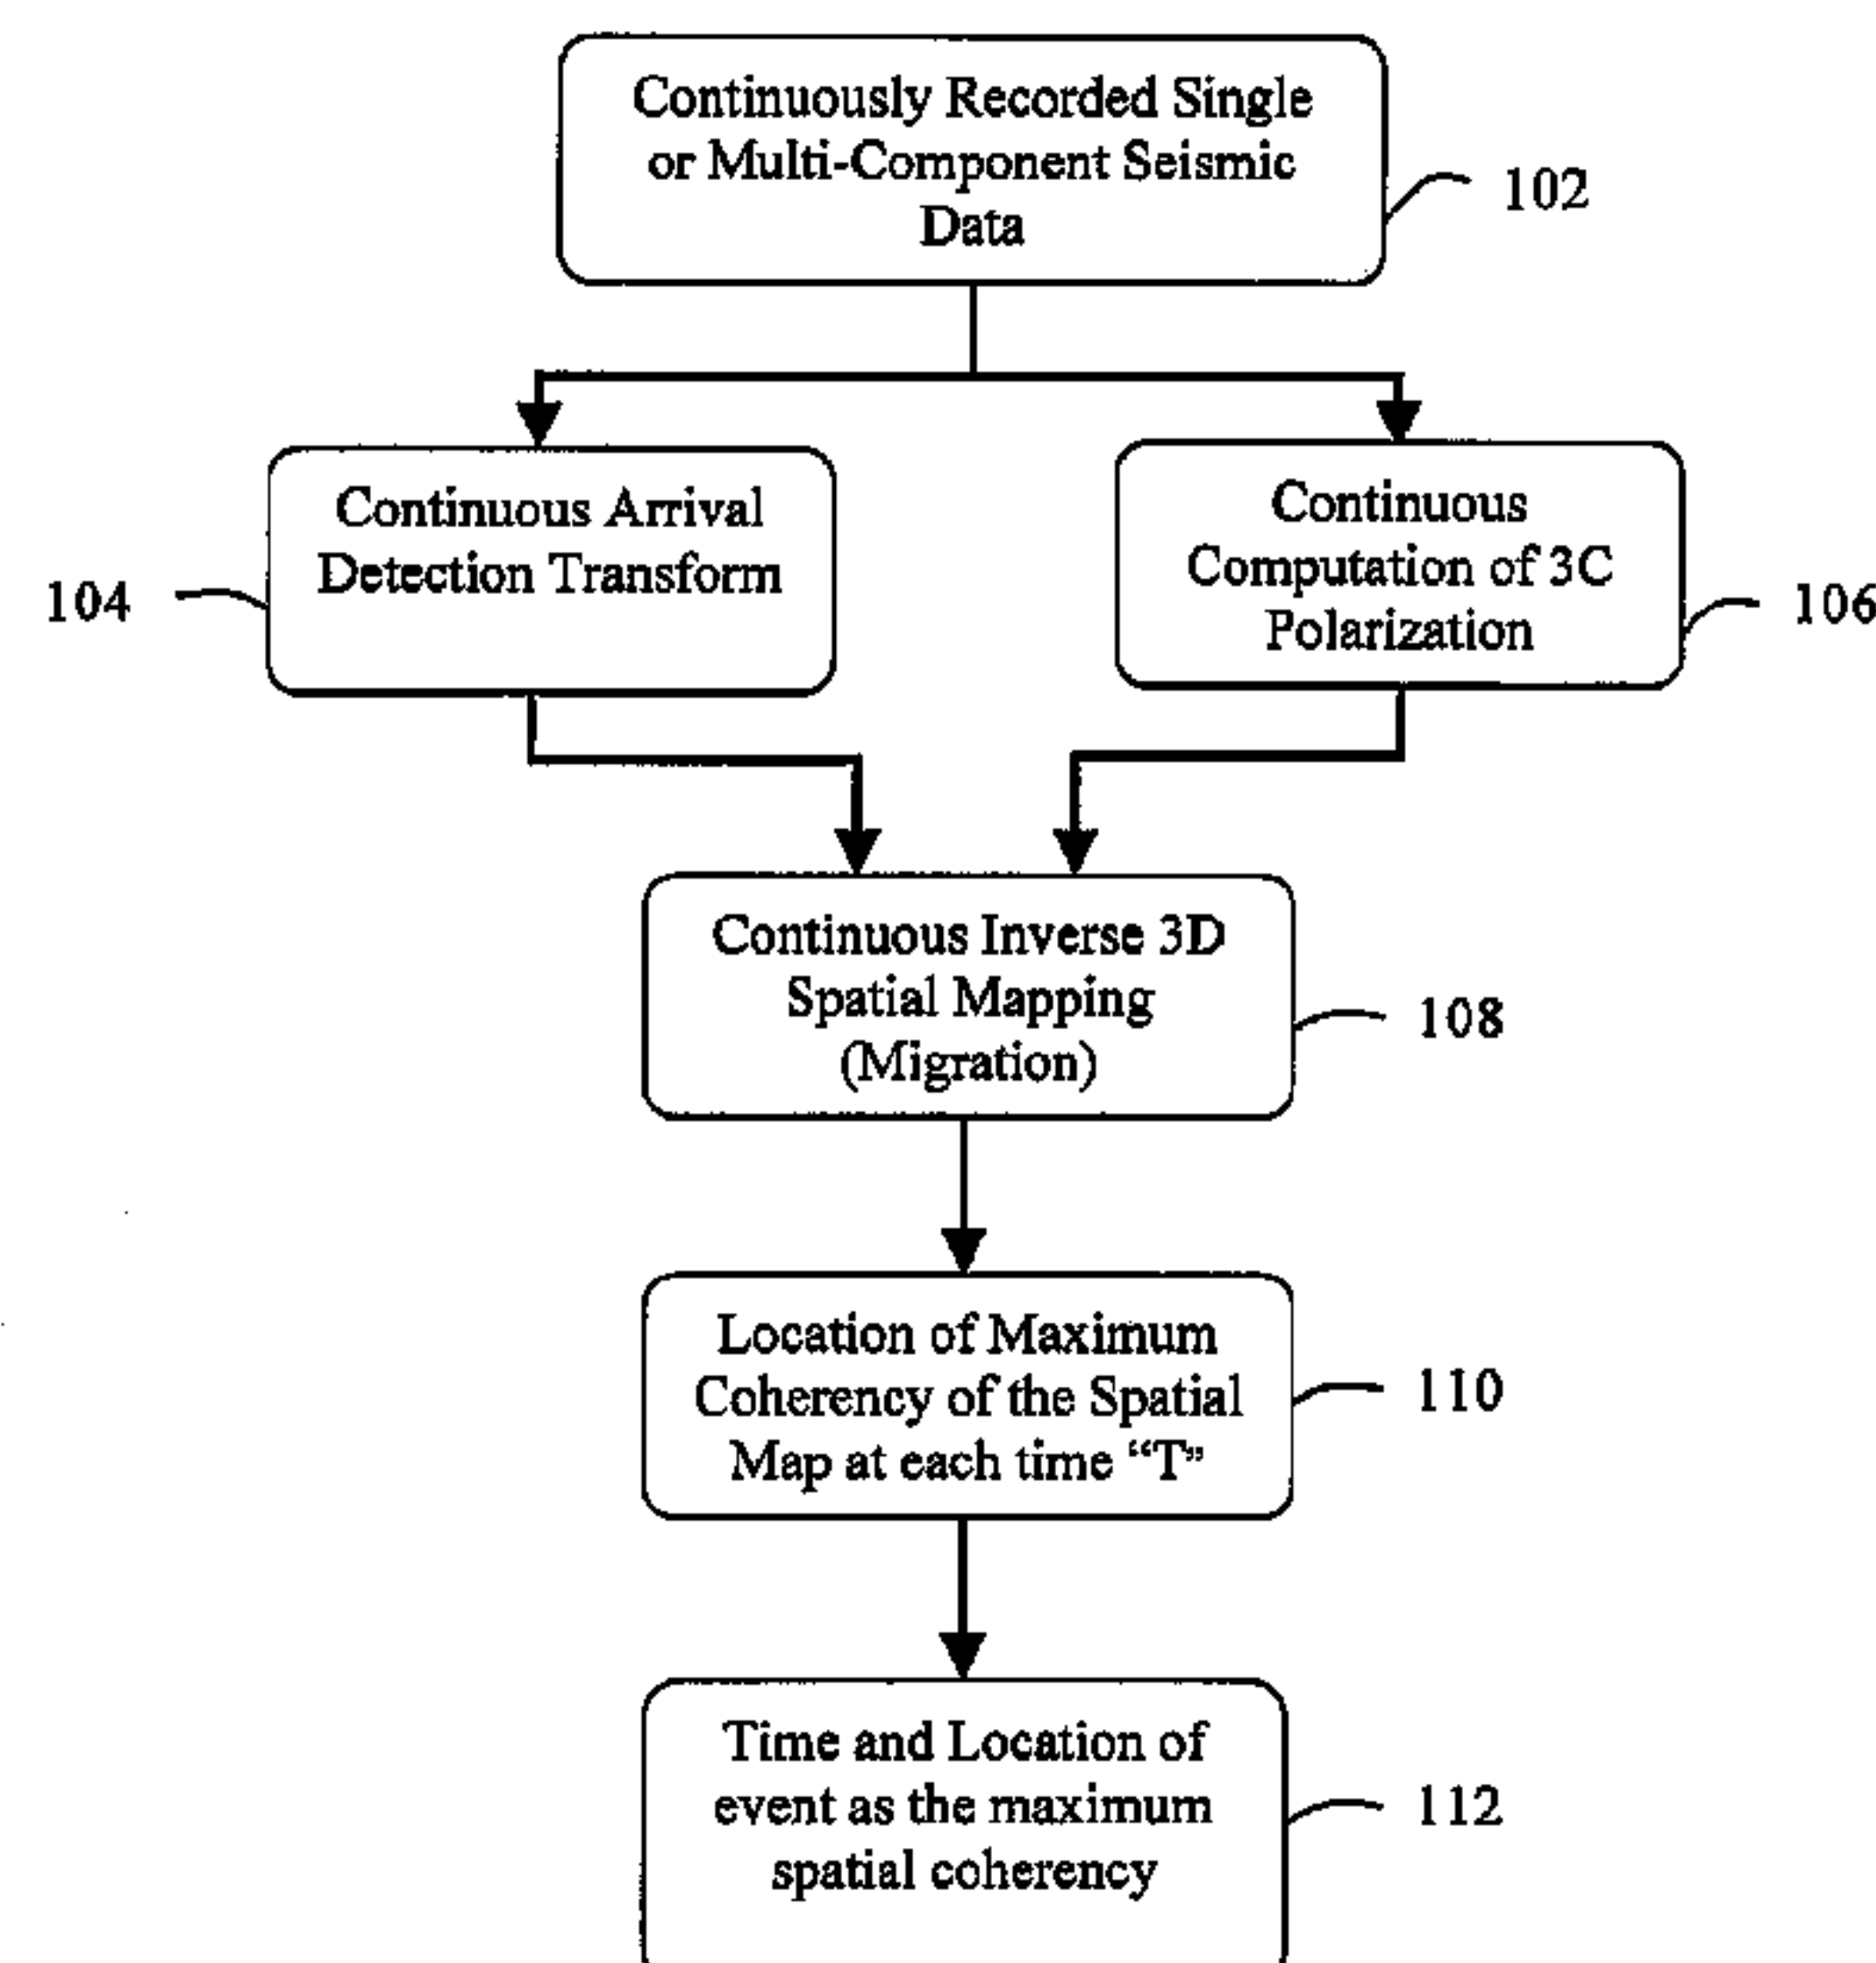 Continuously Recorded Single
or Multi-Component Seismic
Data
102
Continuous Arrival
Detection Transform
104
Continuous
Computation of 3C
Polarization
106
Continuous Inverse 3D
Spatial Mapping
(Migration)
108
Location of Maximum
Coherency of the Spatial
Map at each time “T”
110
Time and Location of
event as the maximum
spatial coherency
112